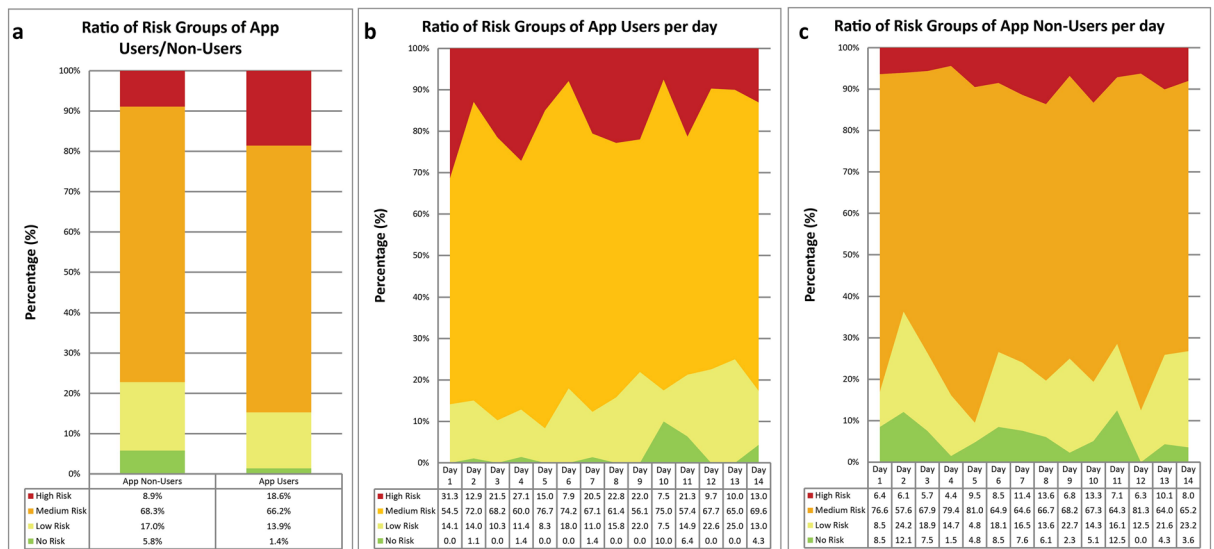 a
Ratio of Risk Groups of App
Users/Non-Users
Percentage (%)
100%
90%
80%
70%
60%
50%
40%
30%
20%
10%
0%
App Non-Users App Users
High Risk 8.9% 18.6%
Medium Risk 68.3% 66.2%
Low Risk 17.0% 13.9%
No Risk 5.8% 1.4%
b
Ratio of Risk Groups of App Users per day
Percentage (%)
100%
90%
80%
70%
60%
50%
40%
30%
20%
10%
0%
Day Day Day Day Day Day Day Day Day Day Day Day Day Day
1 2 3 4 5 6 7 8 9 10 11 12 13 14
High Risk 31.3 12.9 21.5 27.1 15.0 7.9 20.5 22.8 22.0 7.5 21.3 9.7 10.0 13.0
Medium Risk 54.5 72.0 68.2 60.0 76.7 74.2 67.1 61.4 56.1 75.0 57.4 67.7 65.0 69.6
Low Risk 14.1 14.0 10.3 11.4 8.3 18.0 11.0 15.8 22.0 7.5 14.9 22.6 25.0 13.0
No Risk 0.0 1.1 0.0 1.4 0.0 0.0 1.4 0.0 0.0 10.0 6.4 0.0 0.0 4.3
c
Ratio of Risk Groups of App Non-Users per day
Percentage (%)
100%
90%
80%
70%
60%
50%
40%
30%
20%
10%
0%
Day Day Day Day Day Day Day Day Day Day Day Day Day Day
1 2 3 4 5 6 7 8 9 10 11 12 13 14
High Risk 6.4 6.1 5.7 4.4 9.5 8.5 11.4 13.6 6.8 13.3 7.1 6.3 10.1 8.0
Medium Risk 76.6 57.6 67.9 79.4 81.0 64.9 64.6 66.7 68.2 67.3 64.3 81.3 64.0 65.2
Low Risk 8.5 24.2 18.9 14.7 4.8 18.1 16.5 13.6 22.7 14.3 16.1 12.5 21.6 23.2
No Risk 8.5 12.1 7.5 1.5 4.8 8.5 7.6 6.1 2.3 5.1 12.5 0.0 4.3 3.6